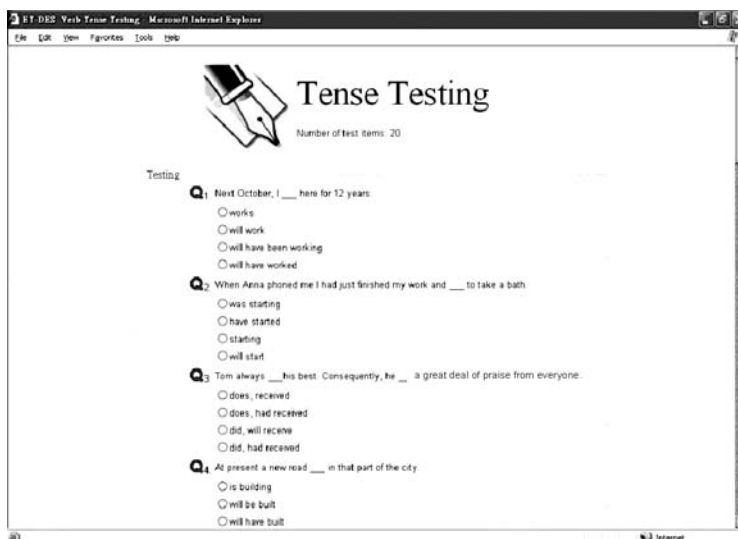 ET-DES Verb Tense Testing - Microsoft Internet Explorer
File Edit View Favorites Tools Help
Tense Testing
Number of test items: 20
Testing
Q1 Next October, I ___ here for 12 years
works
will work
will have been working
will have worked
Q2 When Anna phoned me I had just finished my work and ___ to take a bath.
was starting
have started
starting
will start
Q3 Tom always ___ his best. Consequently, he __ a great deal of praise from everyone.
does, received
does, had received
did, will receive
did, had received
Q4 At present a new road ___ in that part of the city.
is building
will be built
will have built
Internet